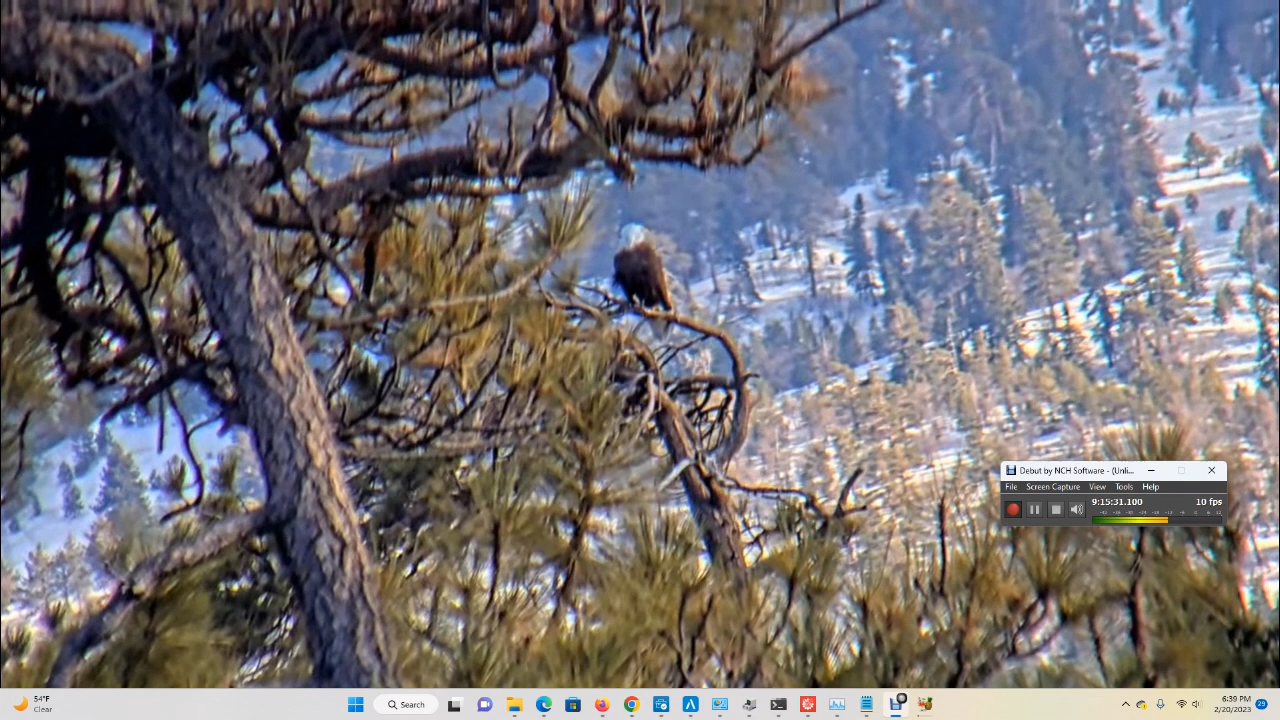 Debut by NCH Software - (Unli...
File Screen Capture View Tools Help
9:15:31.100 10 fps
54°F
Clear
Search
6:39 PM
2/20/2023
29